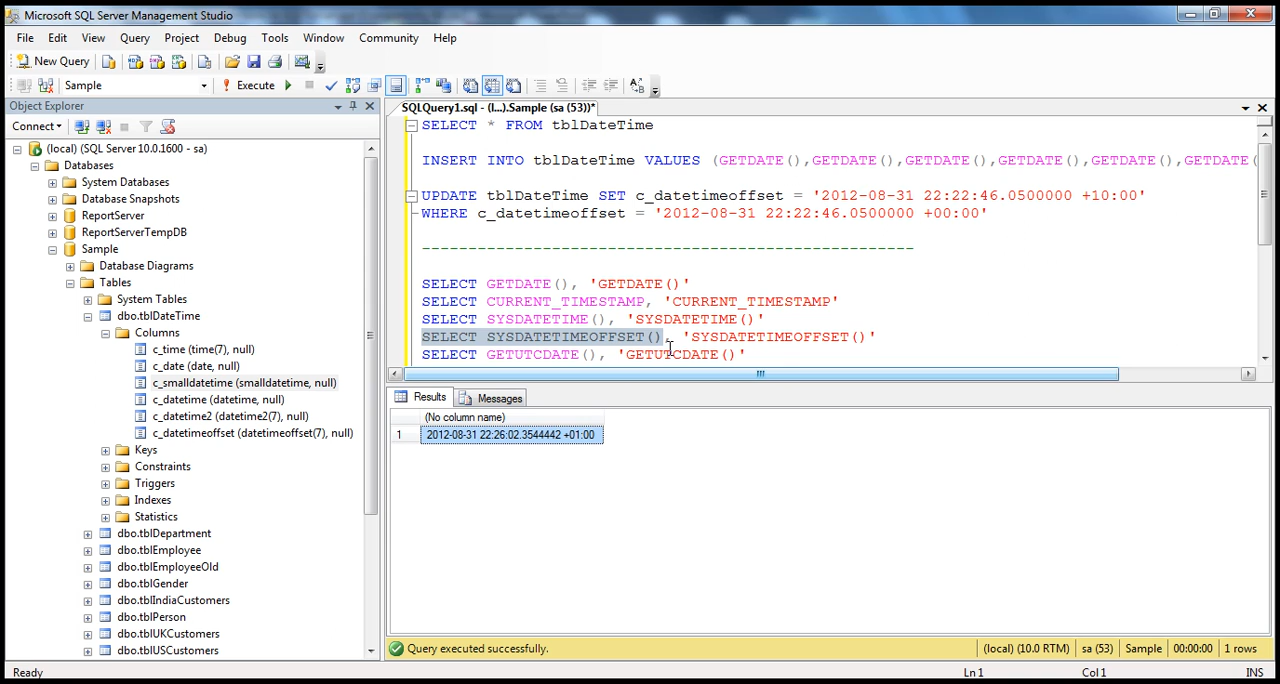 Microsoft SQL Server Management Studio
File Edit View Query Project Debug Tools Window Community Help
New Query
Sample Execute
Object Explorer
SQLQuery1.sql - (l...).Sample (sa (53))*
Connect
(local) (SQL Server 10.0.1600 - sa)
Databases
System Databases
Database Snapshots
ReportServer
ReportServerTempDB
Sample
Database Diagrams
Tables
System Tables
dbo.tblDateTime
Columns
c_time (time(7), null)
c_date (date, null)
c_smalldatetime (smalldatetime, null)
c_datetime (datetime, null)
c_datetime2 (datetime2(7), null)
c_datetimeoffset (datetimeoffset(7), null)
Keys
Constraints
Triggers
Indexes
Statistics
dbo.tblDepartment
dbo.tblEmployee
dbo.tblEmployeeOld
dbo.tblGender
dbo.tblIndiaCustomers
dbo.tblPerson
dbo.tblUKCustomers
dbo.tblUSCustomers
SELECT * FROM tblDateTime
INSERT INTO tblDateTime VALUES (GETDATE(),GETDATE(),GETDATE(),GETDATE(),GETDATE(),GETDATE(
UPDATE tblDateTime SET c_datetimeoffset = '2012-08-31 22:22:46.0500000 +10:00'
WHERE c_datetimeoffset = '2012-08-31 22:22:46.0500000 +00:00'
-----------------------------------------------------
SELECT GETDATE(), 'GETDATE()'
SELECT CURRENT_TIMESTAMP, 'CURRENT_TIMESTAMP'
SELECT SYSDATETIME(), 'SYSDATETIME()'
SELECT SYSDATETIMEOFFSET(), 'SYSDATETIMEOFFSET()'
SELECT GETUTCDATE(), 'GETUTCDATE()'
Results Messages
(No column name)
1 2012-08-31 22:26:02.3544442 +01:00
Query executed successfully. (local) (10.0 RTM) sa (53) Sample 00:00:00 1 rows
Ready Ln 1 Col 1 INS